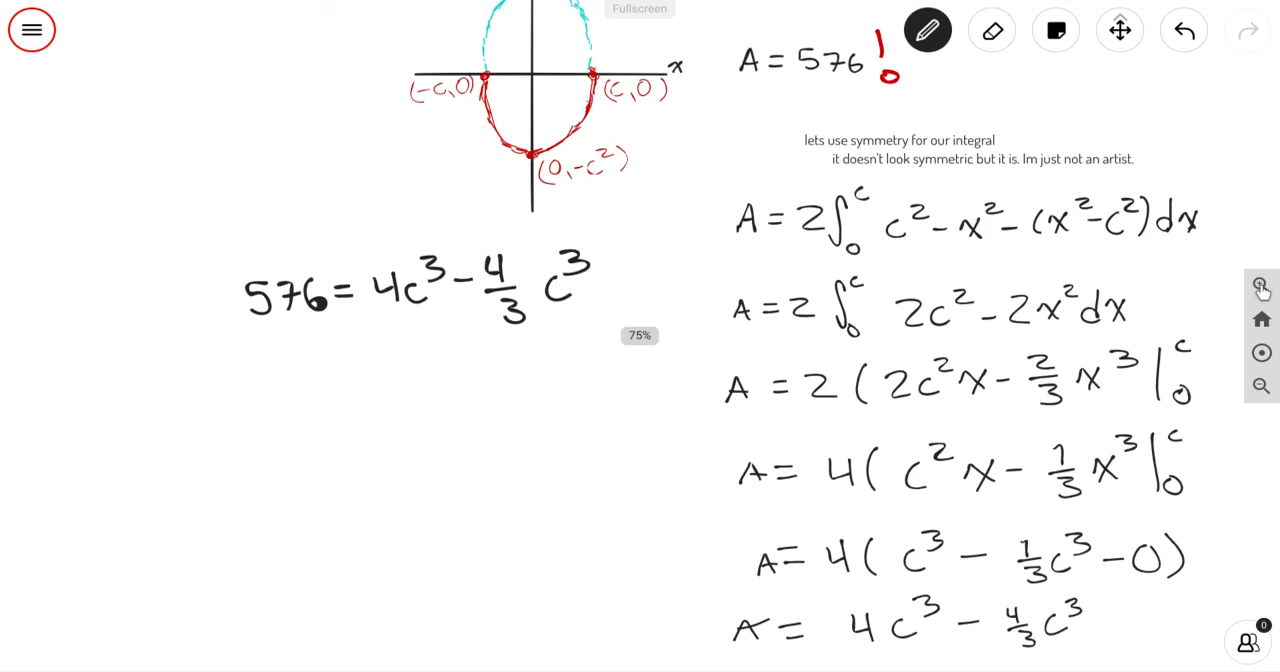 Fullscreen
x
A = 576 !
(-c,0) (c,0)
(0,-c²)
lets use symmetry for our integral
it doesn't look symmetric but it is. Im just not an artist.
A = 2∫₀ᶜ c² - x² - (x² - c²)dx
576 = 4c³ - 4/3 c³
A = 2 ∫₀ᶜ 2c² - 2x² dx
75%
A = 2 ( 2c²x - 2/3 x³ |₀ᶜ
A = 4( c²x - 1/3 x³ |₀ᶜ
A = 4( c³ - 1/3 c³ - 0)
A = 4c³ - 4/3 c³
0